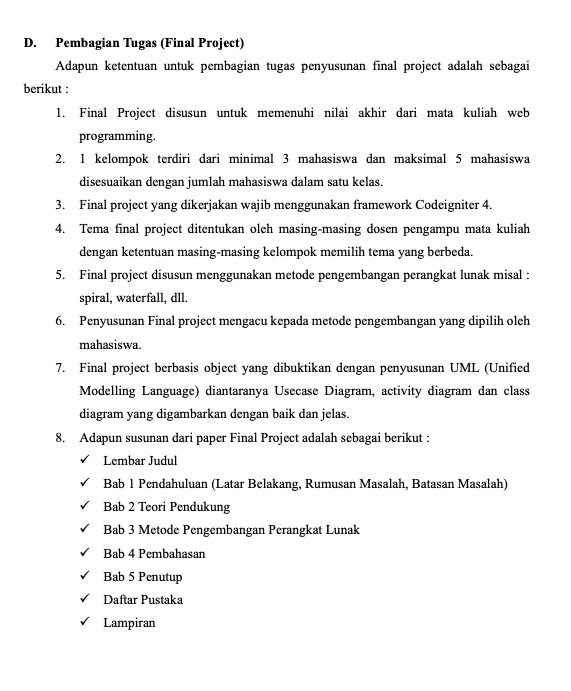 D. Pembagian Tugas (Final Project)
Adapun ketentuan untuk pembagian tugas penyusunan final project adalah sebagai
berikut :
1. Final Project disusun untuk memenuhi nilai akhir dari mata kuliah web
programming.
2. 1 kelompok terdiri dari minimal 3 mahasiswa dan maksimal 5 mahasiswa
disesuaikan dengan jumlah mahasiswa dalam satu kelas.
3. Final project yang dikerjakan wajib menggunakan framework Codeigniter 4.
4. Tema final project ditentukan oleh masing-masing dosen pengampu mata kuliah
dengan ketentuan masing-masing kelompok memilih tema yang berbeda.
5. Final project disusun menggunakan metode pengembangan perangkat lunak misal :
spiral, waterfall, dll.
6. Penyusunan Final project mengacu kepada metode pengembangan yang dipilih oleh
mahasiswa.
7. Final project berbasis object yang dibuktikan dengan penyusunan UML (Unified
Modelling Language) diantaranya Usecase Diagram, activity diagram dan class
diagram yang digambarkan dengan baik dan jelas.
8. Adapun susunan dari paper Final Project adalah sebagai berikut :
✓ Lembar Judul
✓ Bab 1 Pendahuluan (Latar Belakang, Rumusan Masalah, Batasan Masalah)
✓ Bab 2 Teori Pendukung
✓ Bab 3 Metode Pengembangan Perangkat Lunak
✓ Bab 4 Pembahasan
✓ Bab 5 Penutup
✓ Daftar Pustaka
✓ Lampiran